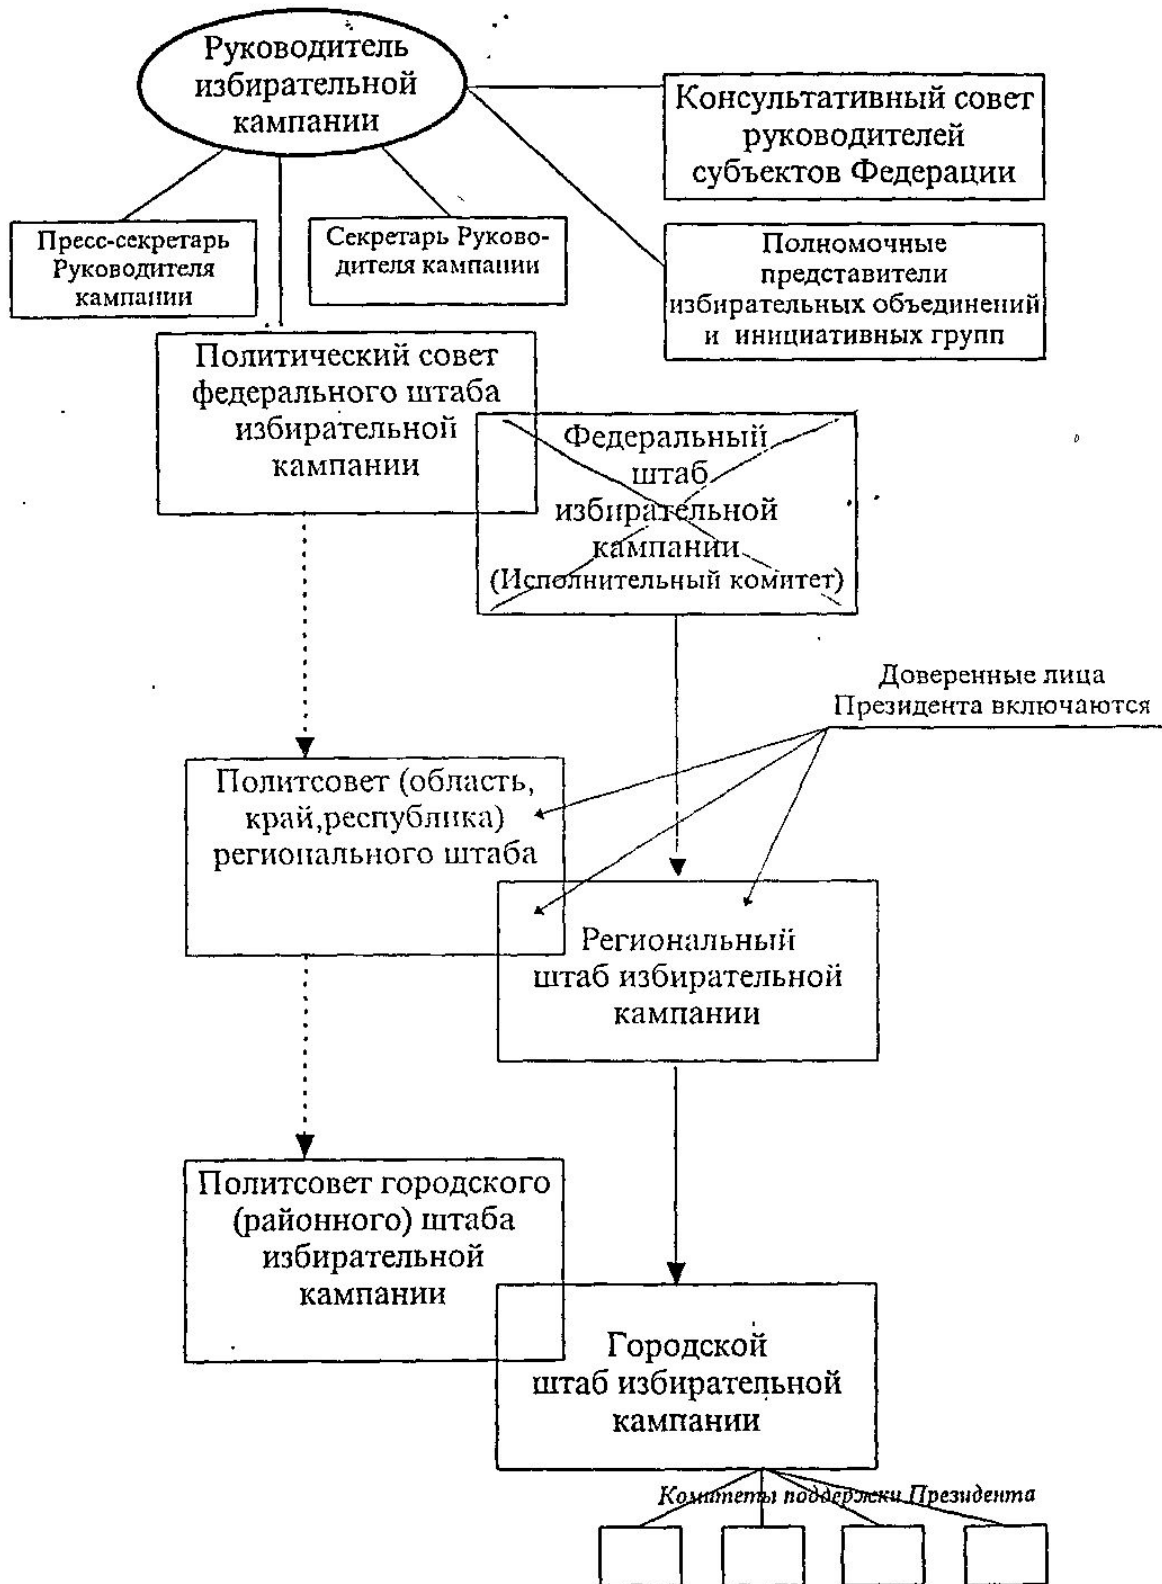 Руководитель
избирательной
кампании
Консультативный совет
руководителей
субъектов Федерации
Пресс-секретарь
Руководителя
кампании
Секретарь Руково-
дителя кампании
Полномочные
представители
избирательных объединений
и инициативных групп
Политический совет
федерального штаба
избирательной
кампании
Федеральный
штаб
избирательной
кампании
(Исполнительный комитет)
Доверенные лица
Президента включаются
Политсовет (область,
край,республика)
регионального штаба
Региональный
штаб избирательной
кампании
Политсовет городского
(районного) штаба
избирательной
кампании
Городской
штаб избирательной
кампании
Комитеты поддержки Президента